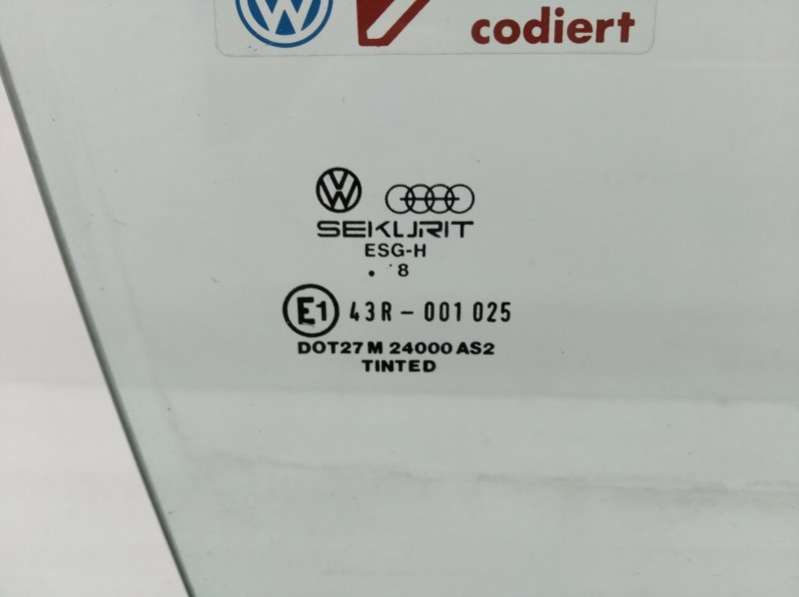 codiert
SEKURIT
ESG-H
. 8
E1 43R - 001 025
DOT27 M 24000 AS2
TINTED